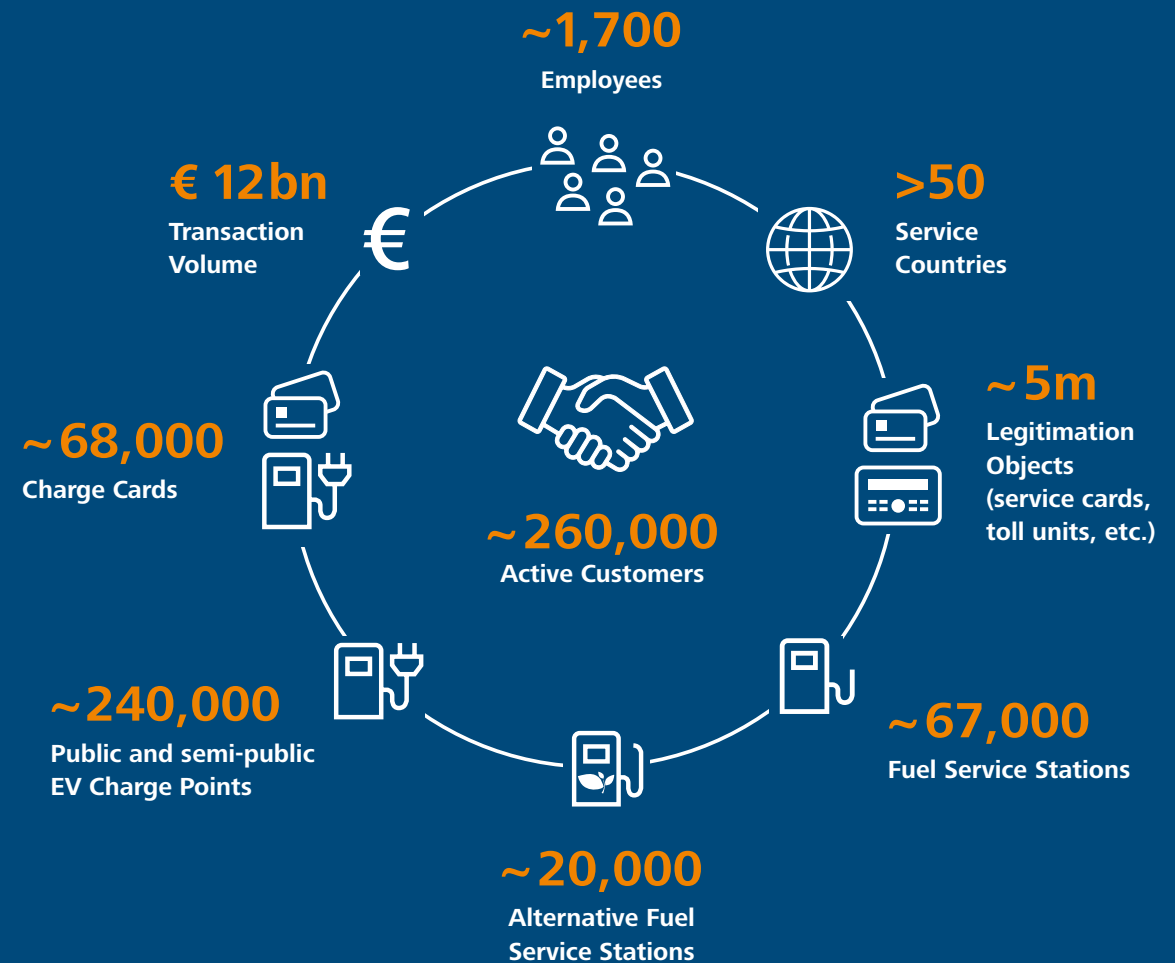 ~1,700
Employees
€ 12bn
Transaction
Volume
€
>50
Service
Countries
~5m
Legitimation
Objects
(service cards,
toll units, etc.)
~68,000
Charge Cards
~260,000
Active Customers
~240,000
Public and semi-public
EV Charge Points
~67,000
Fuel Service Stations
~20,000
Alternative Fuel
Service Stations